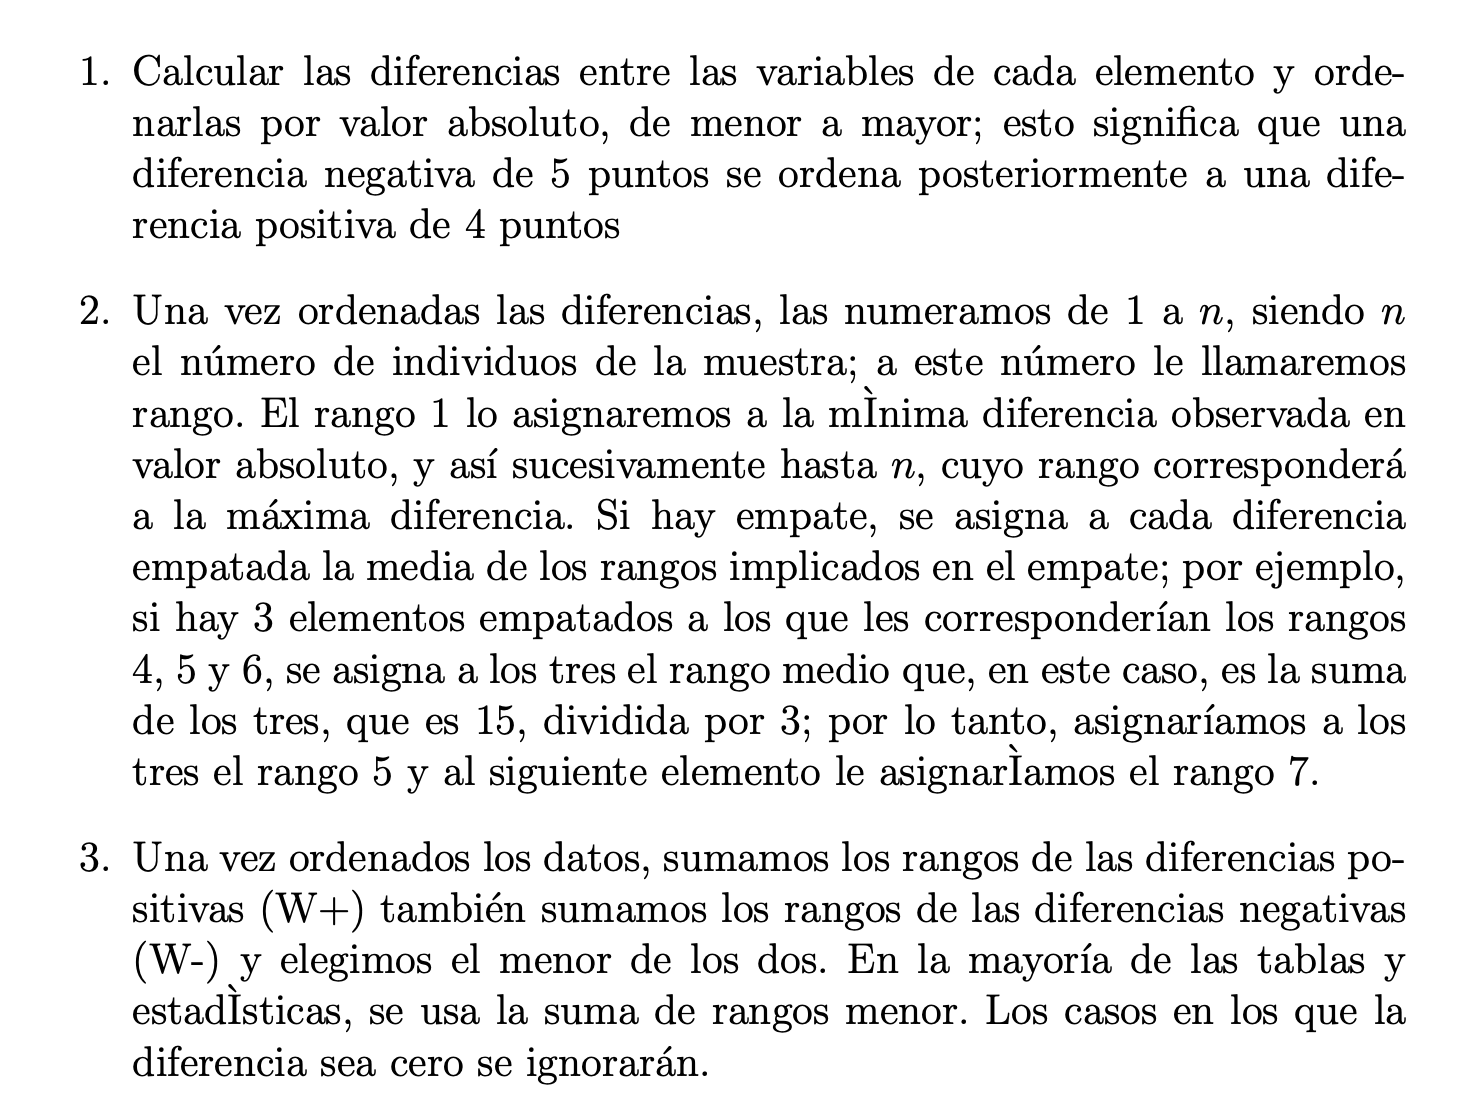 1. Calcular las diferencias entre las variables de cada elemento y orde-
narlas por valor absoluto, de menor a mayor; esto significa que una
diferencia negativa de 5 puntos se ordena posteriormente a una dife-
rencia positiva de 4 puntos
2. Una vez ordenadas las diferencias, las numeramos de 1 a n, siendo n
el número de individuos de la muestra; a este número le llamaremos
rango. El rango 1 lo asignaremos a la mÌnima diferencia observada en
valor absoluto, y así sucesivamente hasta n, cuyo rango corresponderá
a la máxima diferencia. Si hay empate, se asigna a cada diferencia
empatada la media de los rangos implicados en el empate; por ejemplo,
si hay 3 elementos empatados a los que les corresponderían los rangos
4, 5 y 6, se asigna a los tres el rango medio que, en este caso, es la suma
de los tres, que es 15, dividida por 3; por lo tanto, asignaríamos a los
tres el rango 5 y al siguiente elemento le asignarÌamos el rango 7.
3. Una vez ordenados los datos, sumamos los rangos de las diferencias po-
sitivas (W+) también sumamos los rangos de las diferencias negativas
(W-) y elegimos el menor de los dos. En la mayoría de las tablas y
estadÌsticas, se usa la suma de rangos menor. Los casos en los que la
diferencia sea cero se ignorarán.